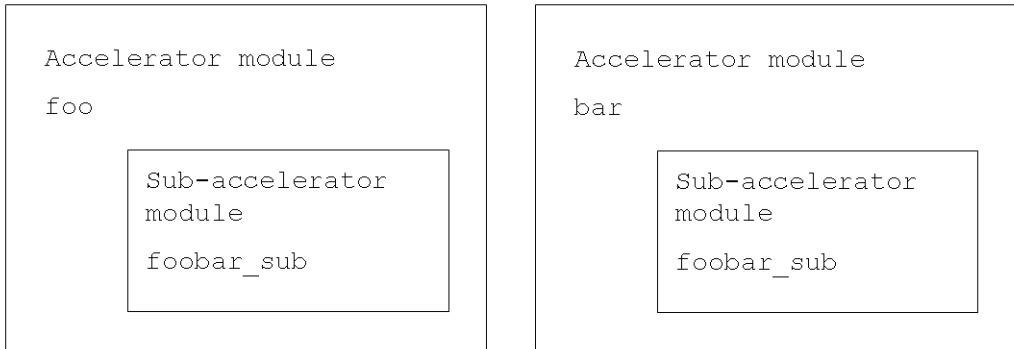 Accelerator module
foo
Sub-accelerator
module
foobar_sub
Accelerator module
bar
Sub-accelerator
module
foobar_sub